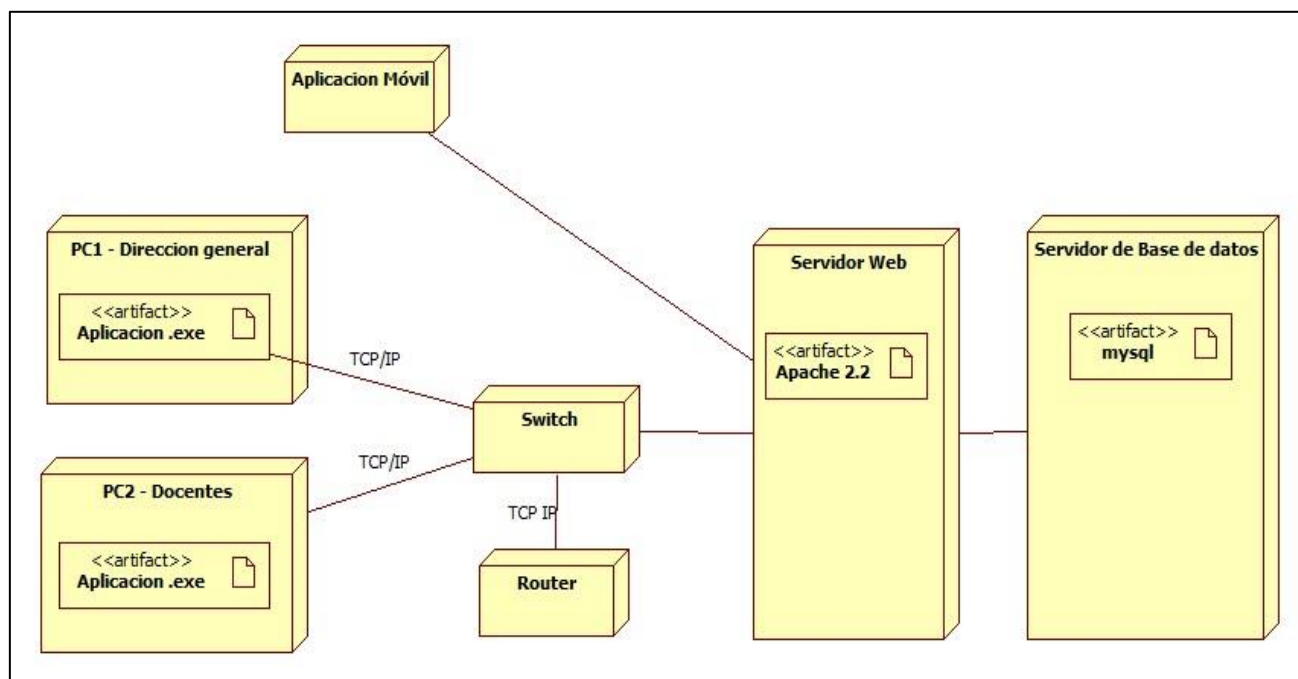 Aplicacion Móvil
PC1 - Direccion general
<<artifact>>
Aplicacion .exe
TCP/IP
Servidor Web
<<artifact>>
Apache 2.2
Servidor de Base de datos
<<artifact>>
mysql
Switch
TCP/IP
PC2 - Docentes
<<artifact>>
Aplicacion .exe
TCP IP
Router